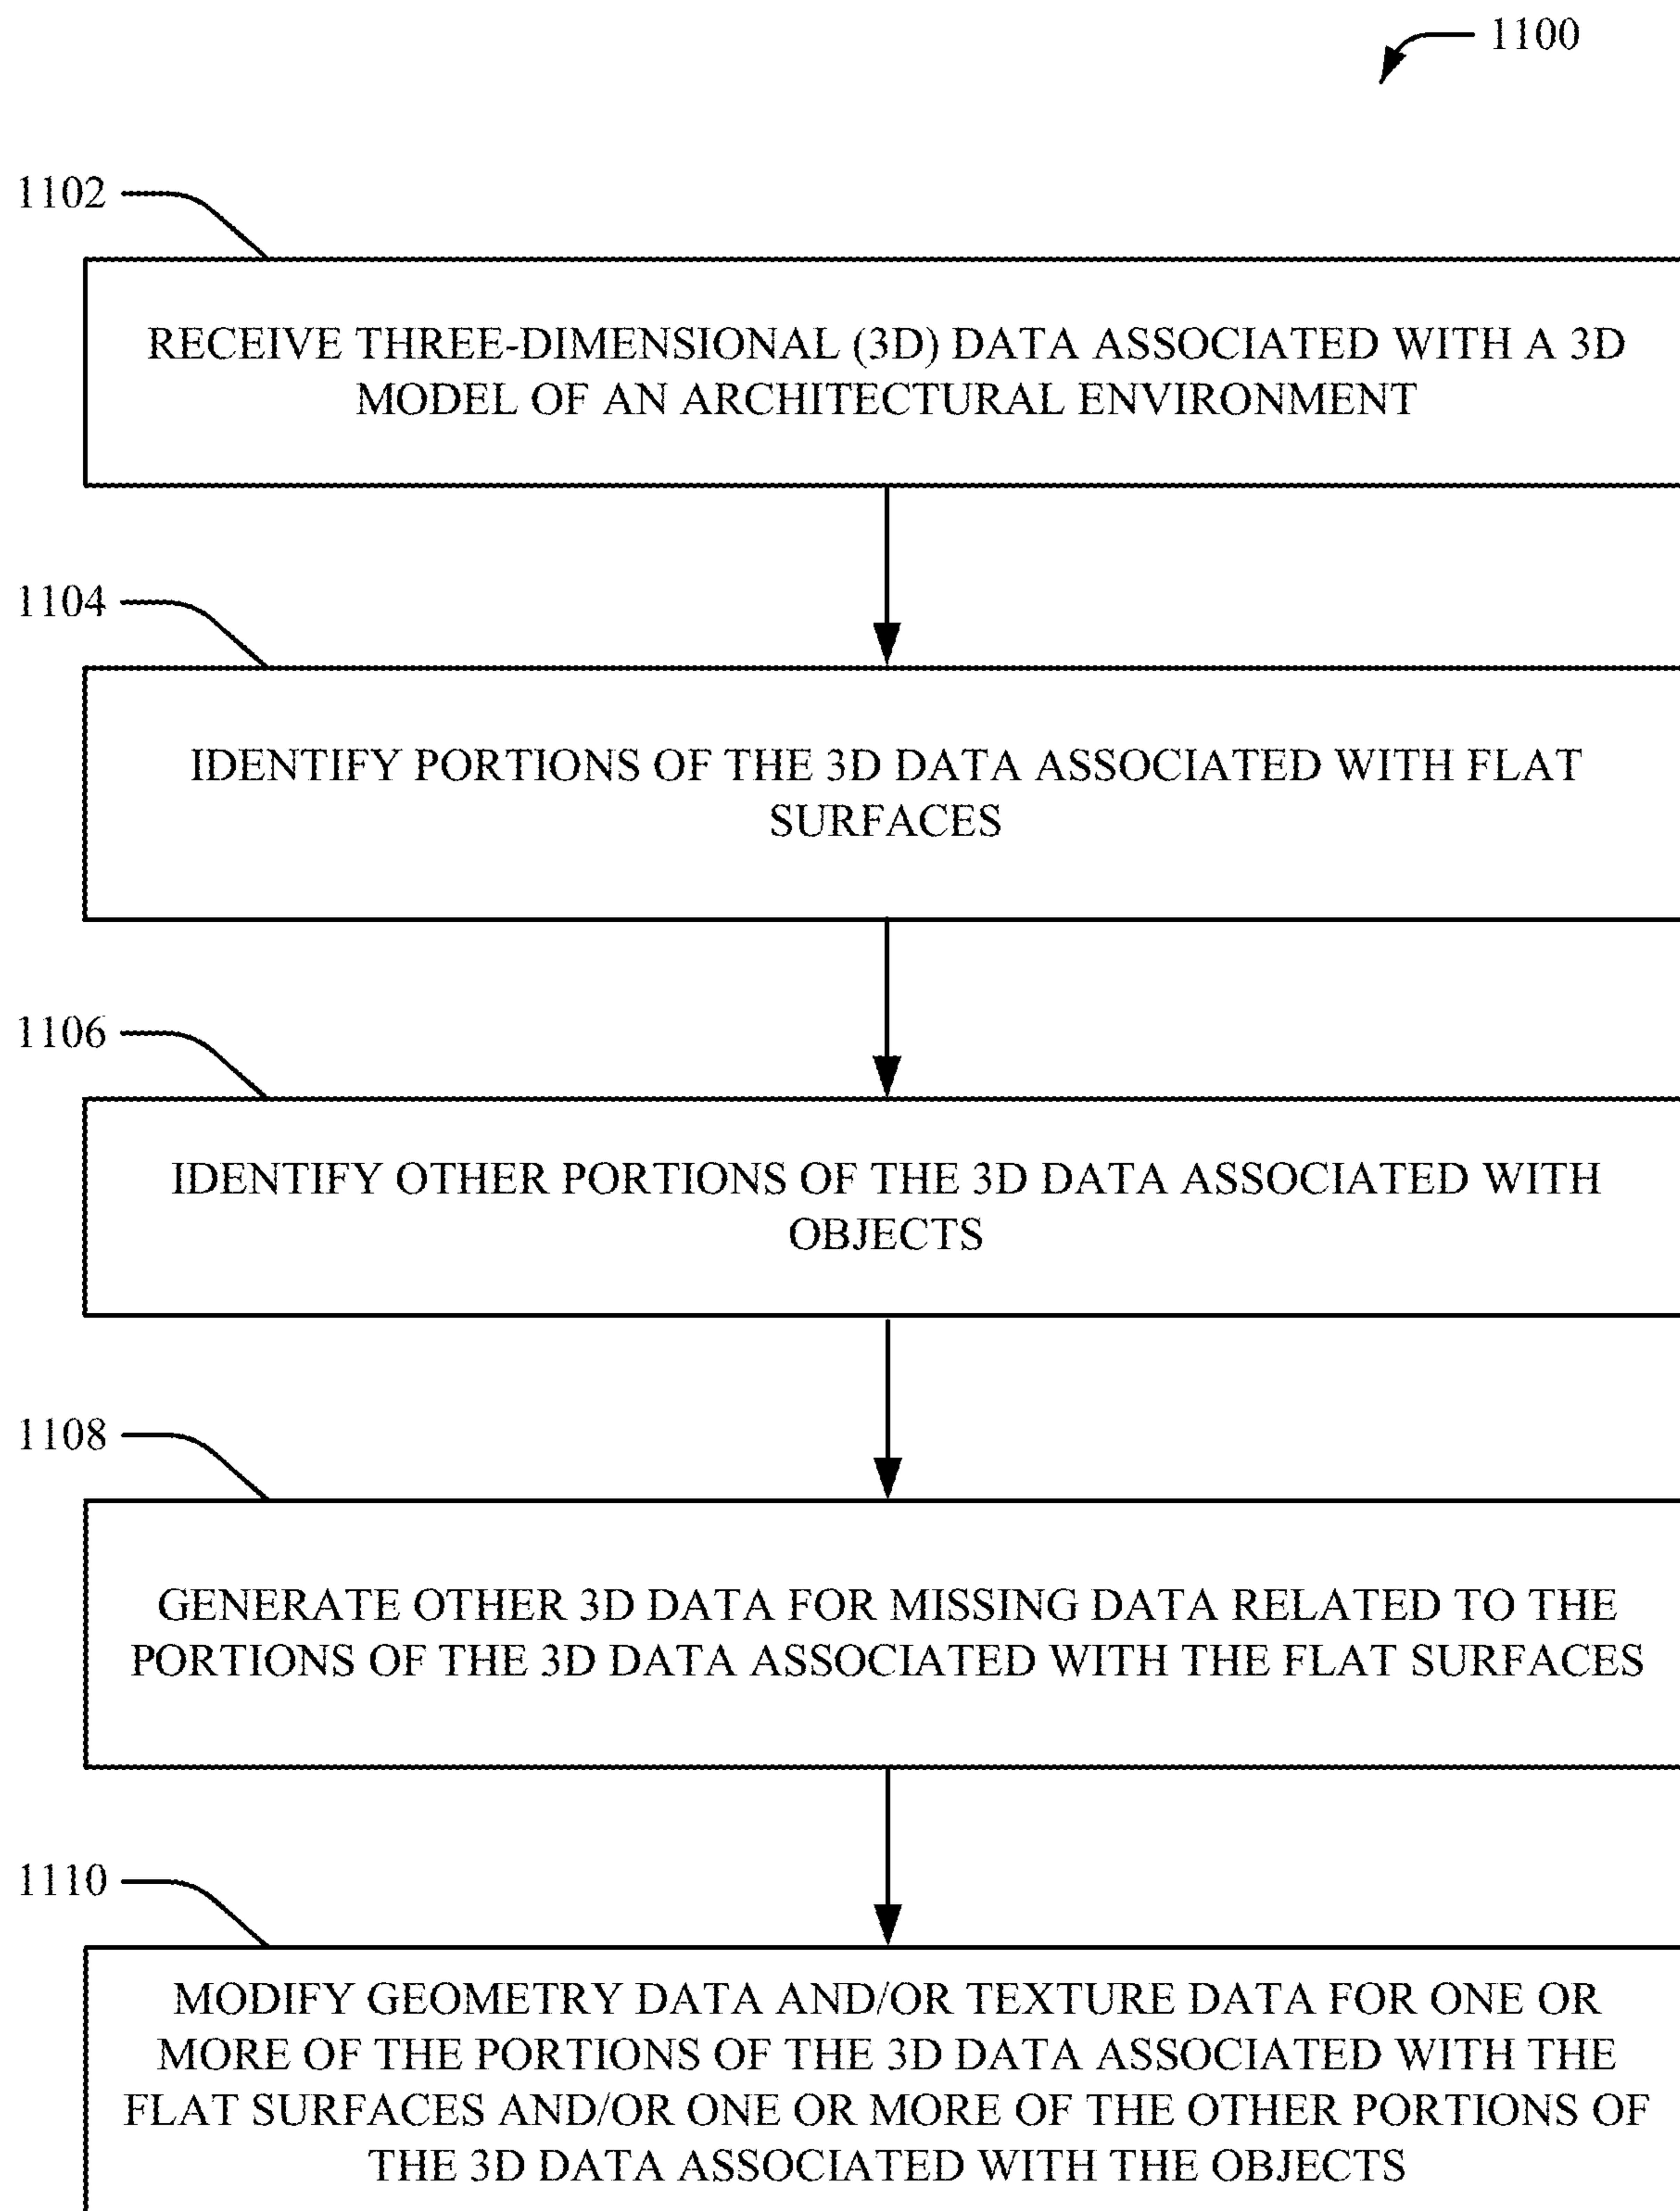 1100
1102
RECEIVE THREE-DIMENSIONAL (3D) DATA ASSOCIATED WITH A 3D
MODEL OF AN ARCHITECTURAL ENVIRONMENT
1104
IDENTIFY PORTIONS OF THE 3D DATA ASSOCIATED WITH FLAT
SURFACES
1106
IDENTIFY OTHER PORTIONS OF THE 3D DATA ASSOCIATED WITH
OBJECTS
1108
GENERATE OTHER 3D DATA FOR MISSING DATA RELATED TO THE
PORTIONS OF THE 3D DATA ASSOCIATED WITH THE FLAT SURFACES
1110
MODIFY GEOMETRY DATA AND/OR TEXTURE DATA FOR ONE OR
MORE OF THE PORTIONS OF THE 3D DATA ASSOCIATED WITH THE
FLAT SURFACES AND/OR ONE OR MORE OF THE OTHER PORTIONS OF
THE 3D DATA ASSOCIATED WITH THE OBJECTS